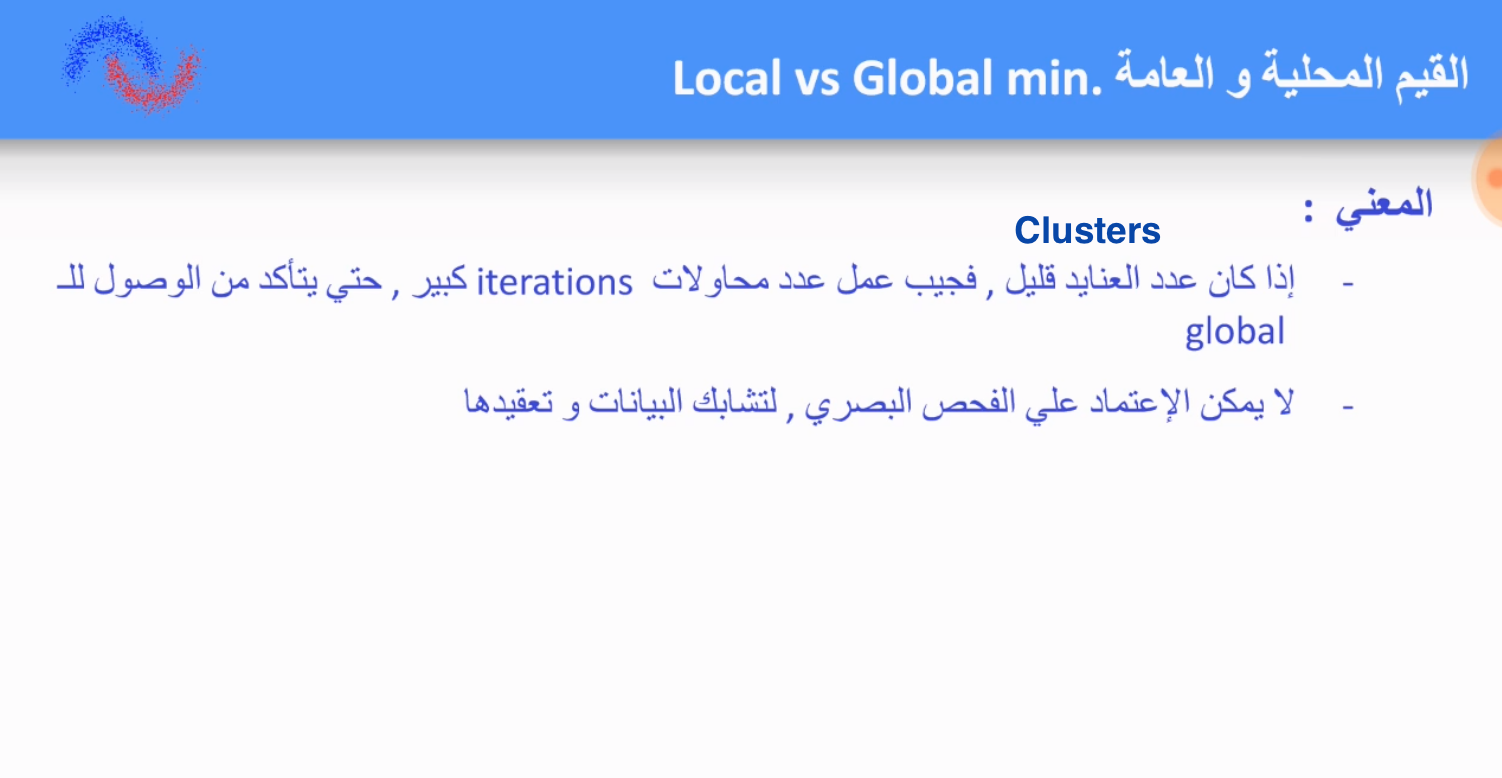 القيم المحلية و العامة Local vs Global min.
المعني :
Clusters
- إذا كان عدد العنايد قليل , فجيب عمل عدد محاولات iterations كبير , حتي يتأكد من الوصول للـ
global
- لا يمكن الإعتماد علي الفحص البصري , لتشابك البيانات و تعقيدها